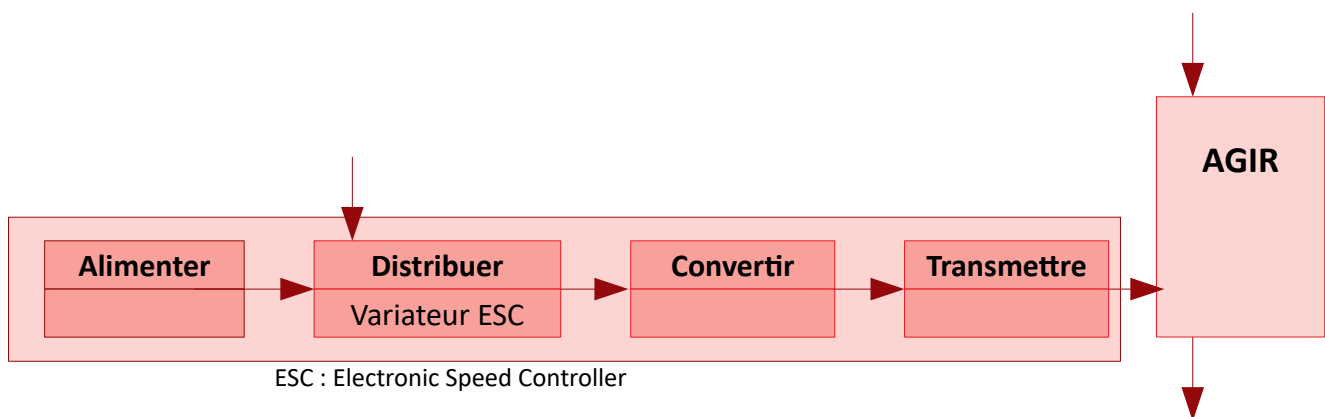 AGIR
Alimenter
Distribuer
Convertir
Transmettre
Variateur ESC
ESC : Electronic Speed Controller